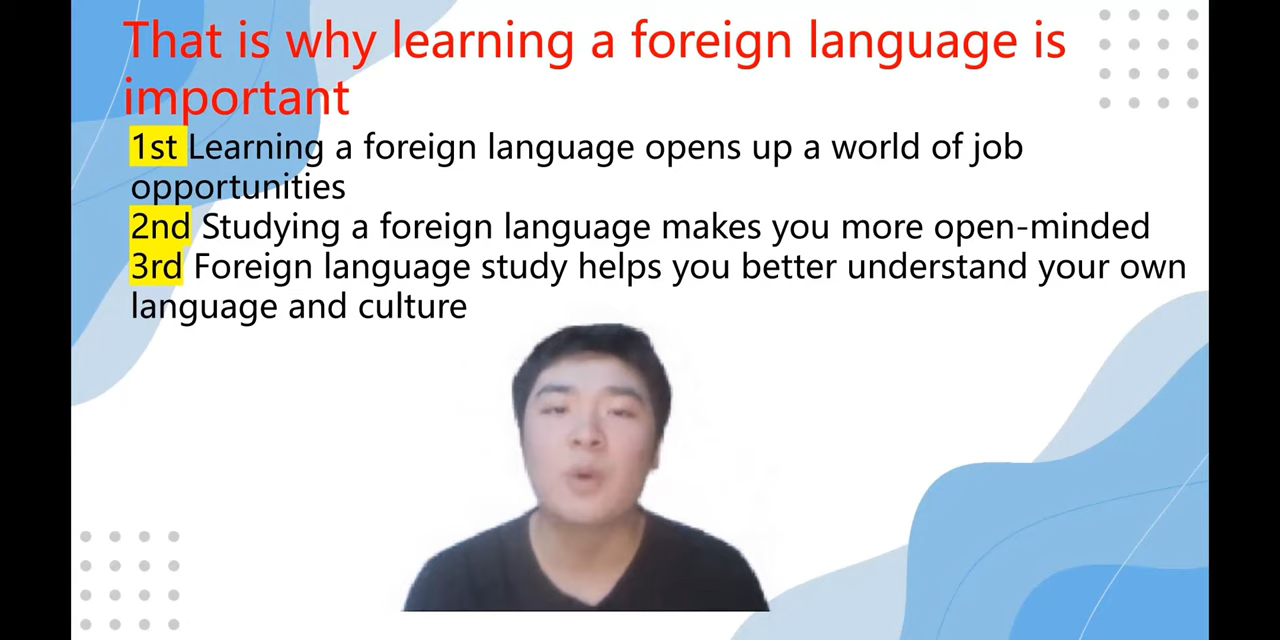 That is why learning a foreign language is
important
1st Learning a foreign language opens up a world of job
opportunities
2nd Studying a foreign language makes you more open-minded
3rd Foreign language study helps you better understand your own
language and culture